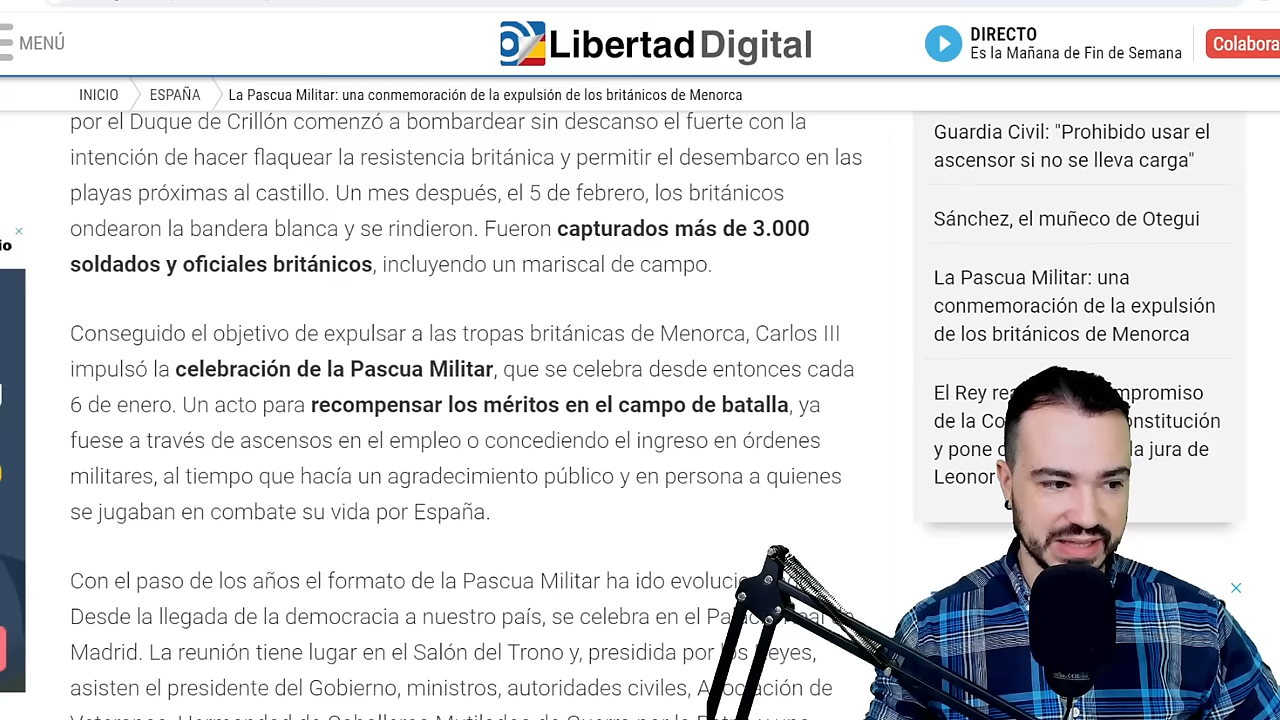 MENÚ
Libertad Digital
DIRECTO
Es la Mañana de Fin de Semana
Colabora
INICIO
ESPAÑA
La Pascua Militar: una conmemoración de la expulsión de los británicos de Menorca
por el Duque de Crillón comenzó a bombardear sin descanso el fuerte con la
intención de hacer flaquear la resistencia británica y permitir el desembarco en las
playas próximas al castillo. Un mes después, el 5 de febrero, los británicos
ondearon la bandera blanca y se rindieron. Fueron capturados más de 3.000
soldados y oficiales británicos, incluyendo un mariscal de campo.
Conseguido el objetivo de expulsar a las tropas británicas de Menorca, Carlos III
impulsó la celebración de la Pascua Militar, que se celebra desde entonces cada
6 de enero. Un acto para recompensar los méritos en el campo de batalla, ya
fuese a través de ascensos en el empleo o concediendo el ingreso en órdenes
militares, al tiempo que hacía un agradecimiento público y en persona a quienes
se jugaban en combate su vida por España.
Con el paso de los años el formato de la Pascua Militar ha ido
Desde la llegada de la democracia a nuestro país, se celebra en el
Madrid. La reunión tiene lugar en el Salón del Trono y, presidida por los Reyes,
asisten el presidente del Gobierno, ministros, autoridades civiles, Asociación de
Guardia Civil: "Prohibido usar el
ascensor si no se lleva carga"
Sánchez, el muñeco de Otegui
La Pascua Militar: una
conmemoración de la expulsión
de los británicos de Menorca
El Rey
de la
y pone la jura de
Leonor